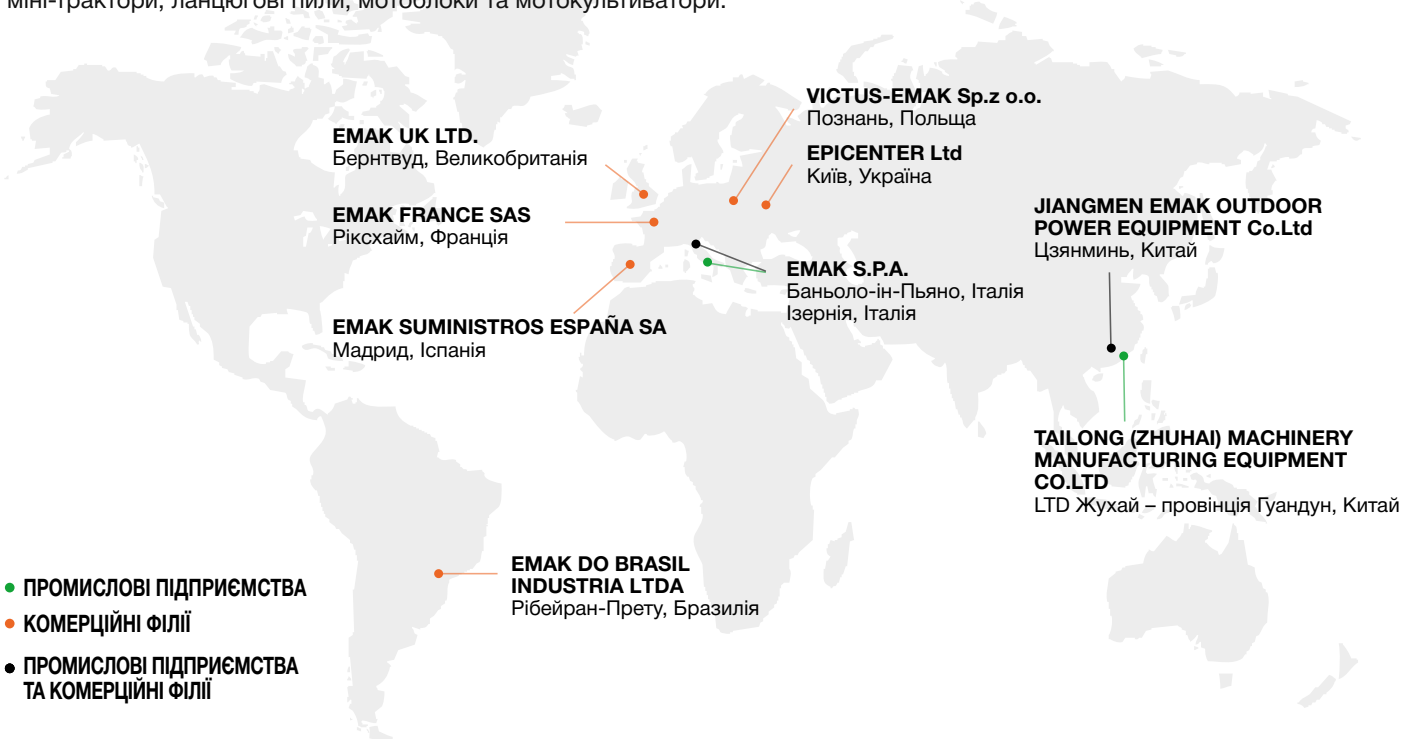 міні-трактори, ланцюгові пили, мотоблоки та мотокультиватори.
VICTUS-EMAK Sp.z o.o.
Познань, Польща
EMAK UK LTD.
Бернтвуд, Великобританія
EPICENTER Ltd
Київ, Україна
EMAK FRANCE SAS
Ріксхайм, Франція
JIANGMEN EMAK OUTDOOR
POWER EQUIPMENT Co.Ltd
Цзянминь, Китай
EMAK S.P.A.
Баньоло-ін-Пьяно, Італія
Ізернія, Італія
EMAK SUMINISTROS ESPAÑA SA
Мадрид, Іспанія
TAILONG (ZHUHAI) MACHINERY
MANUFACTURING EQUIPMENT
CO.LTD
LTD Жухай – провінція Гуандун, Китай
EMAK DO BRASIL
INDUSTRIA LTDA
Рібейран-Прету, Бразилія
ПРОМИСЛОВІ ПІДПРИЄМСТВА
КОМЕРЦІЙНІ ФІЛІЇ
ПРОМИСЛОВІ ПІДПРИЄМСТВА
ТА КОМЕРЦІЙНІ ФІЛІЇ